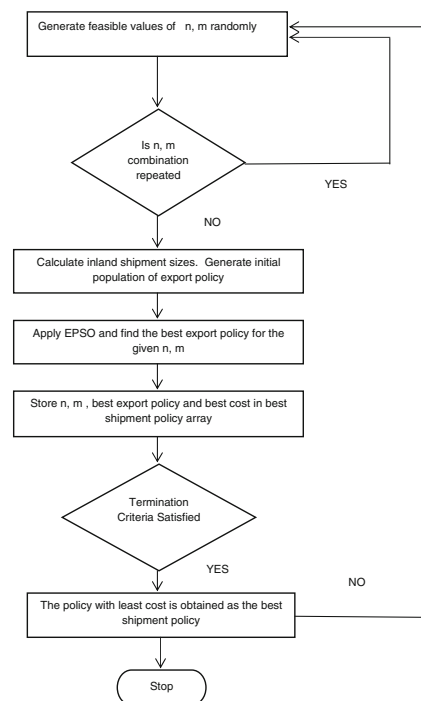 Generate feasible values of n, m randomly
Is n, m
combination
repeated
YES
NO
Calculate inland shipment sizes. Generate initial
population of export policy
Apply EPSO and find the best export policy for the
given n, m
Store n, m , best export policy and best cost in best
shipment policy array
Termination
Criteria Satisfied
YES
NO
The policy with least cost is obtained as the best
shipment policy
Stop